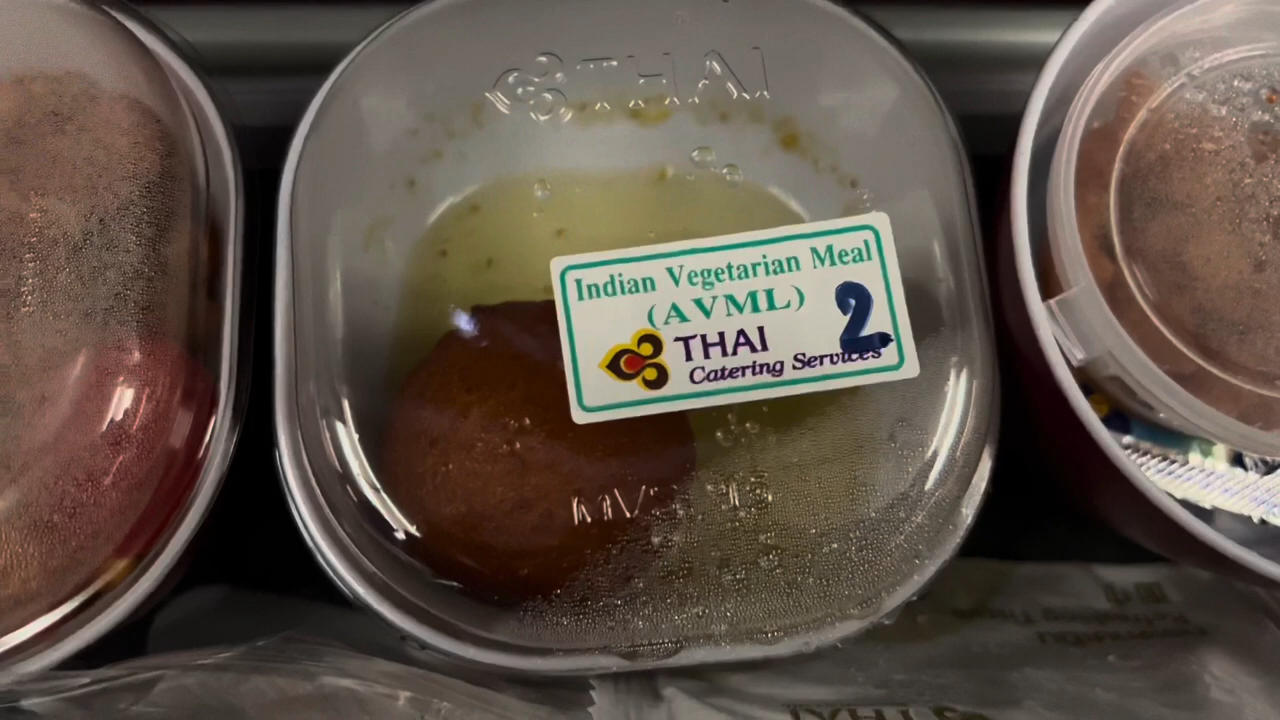 THAI
Indian Vegetarian Meal
(AVML)
2
THAI
Catering Services